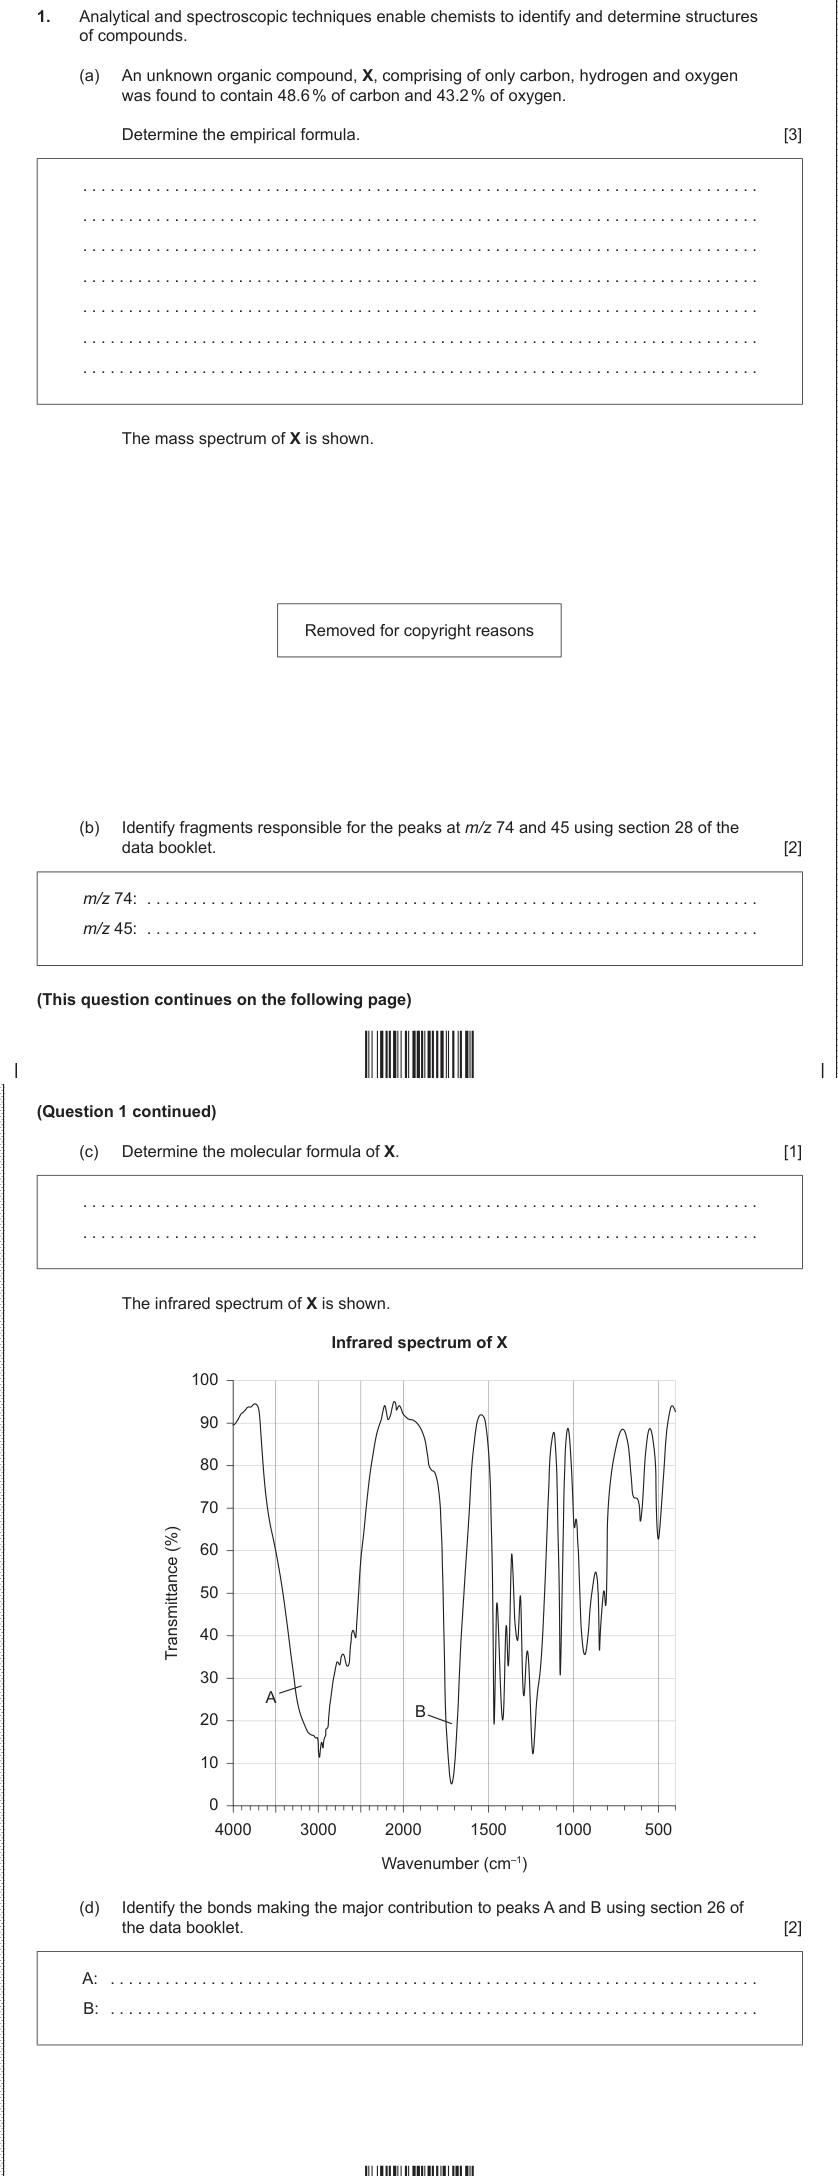 1. Analytical and spectroscopic techniques enable chemists to identify and determine structures
of compounds.
(a) An unknown organic compound, X, comprising of only carbon, hydrogen and oxygen
was found to contain 48.6 % of carbon and 43.2 % of oxygen.
Determine the empirical formula. [3]
The mass spectrum of X is shown.
Removed for copyright reasons
(b) Identify fragments responsible for the peaks at m/z 74 and 45 using section 28 of the
data booklet. [2]
m/z 74:
m/z 45:
(This question continues on the following page)
(Question 1 continued)
(c) Determine the molecular formula of X. [1]
The infrared spectrum of X is shown.
Infrared spectrum of X
100
90
80
70
60
50
40
30
20
10
0
Transmittance (%)
A
B
4000 3000 2000 1500 1000 500
Wavenumber (cm⁻¹)
(d) Identify the bonds making the major contribution to peaks A and B using section 26 of
the data booklet. [2]
A:
B: